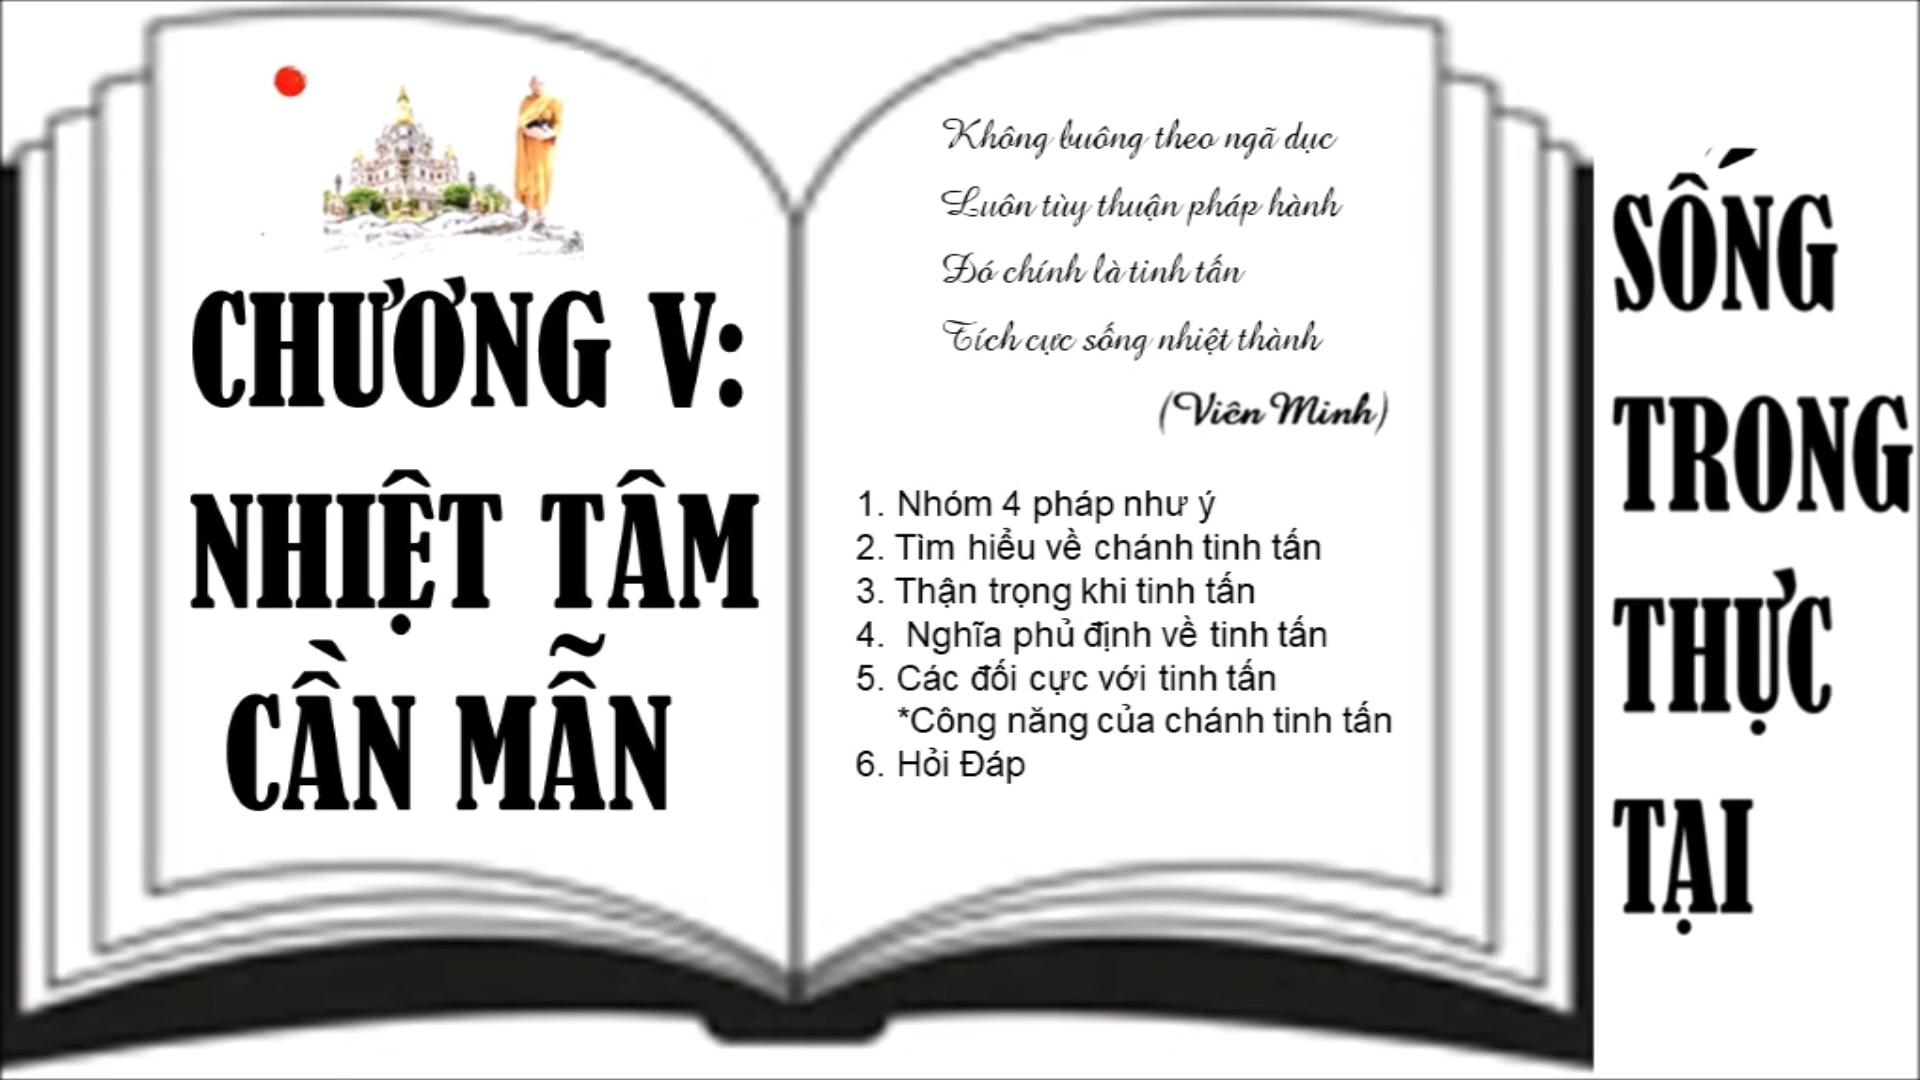 CHƯƠNG V:
NHIỆT TÂM
CẦN MẪN
Không buông theo ngã dục
Luôn tùy thuận pháp hành
Đó chính là tinh tấn
Tích cực sống nhiệt thành
(Viên Minh)
1. Nhóm 4 pháp như ý
2. Tìm hiểu về chánh tinh tấn
3. Thận trọng khi tinh tấn
4. Nghĩa phủ định về tinh tấn
5. Các đối cực với tinh tấn
*Công năng của chánh tinh tấn
6. Hỏi Đáp
SỐNG
TRONG
THỰC
TẠI